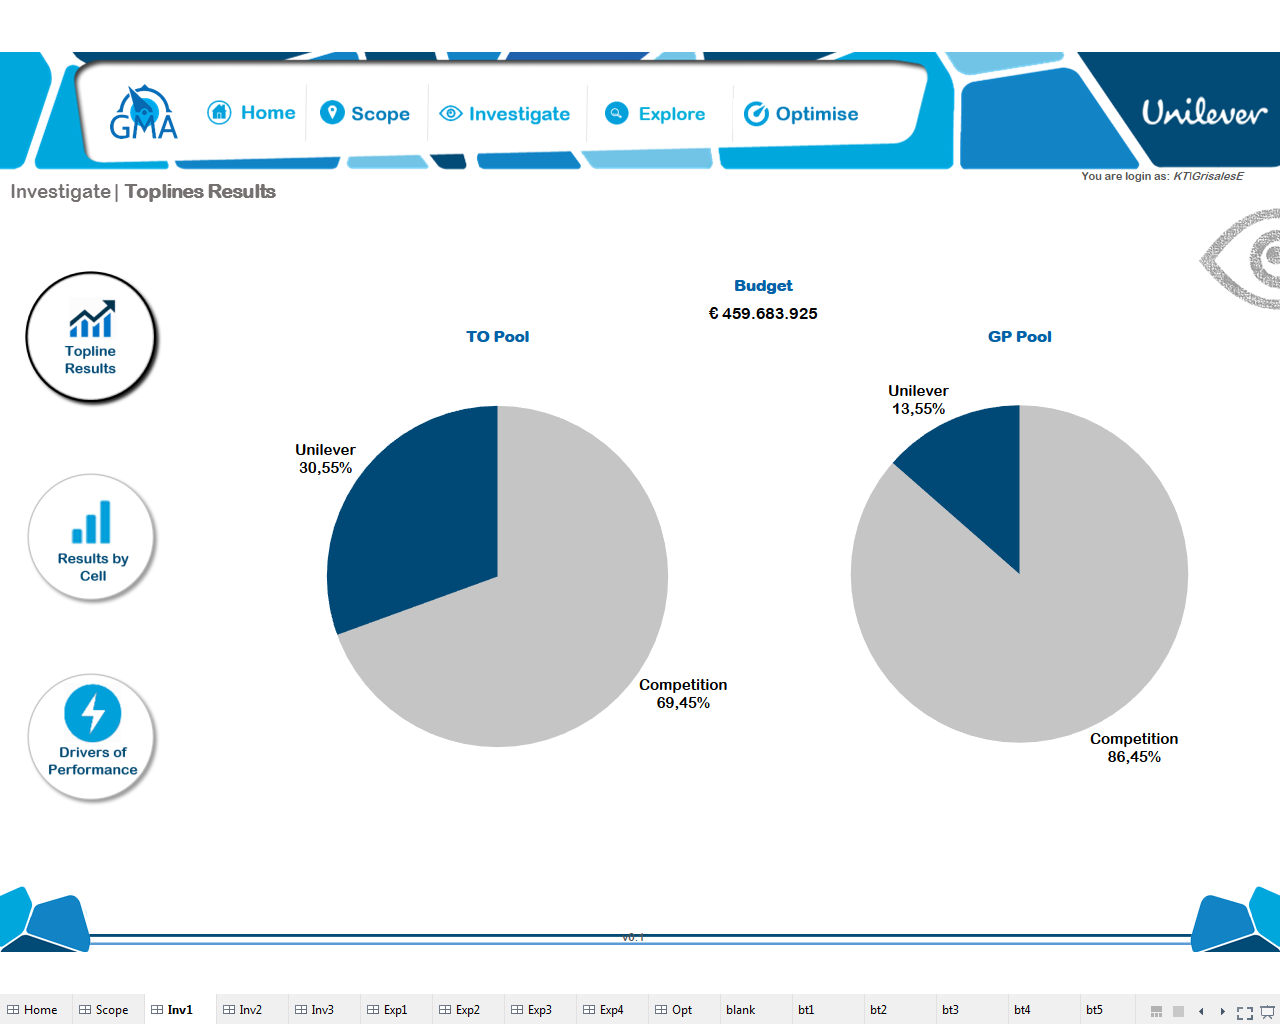 GMA
Home
Scope
Investigate
Explore
Optimise
Unilever
You are login as: KT\GrisalesE
Investigate| Toplines Results
Budget
€ 459.683.925
TO Pool
GP Pool
Topline
Results
Unilever
13,55%
Unilever
30,55%
Results by
Cell
Competition
69,45%
Competition
86,45%
Drivers of
Performance
v6.1
Home Scope Inv1 Inv2 Inv3 Exp1 Exp2 Exp3 Exp4 Opt blank bt1 bt2 bt3 bt4 bt5